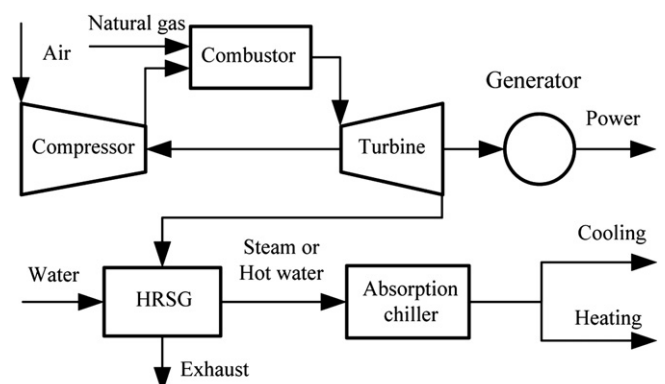 Natural gas
Air
Combustor
Generator
Compressor
Turbine
Power
Steam or
Hot water
Cooling
Water
HRSG
Absorption
chiller
Heating
Exhaust